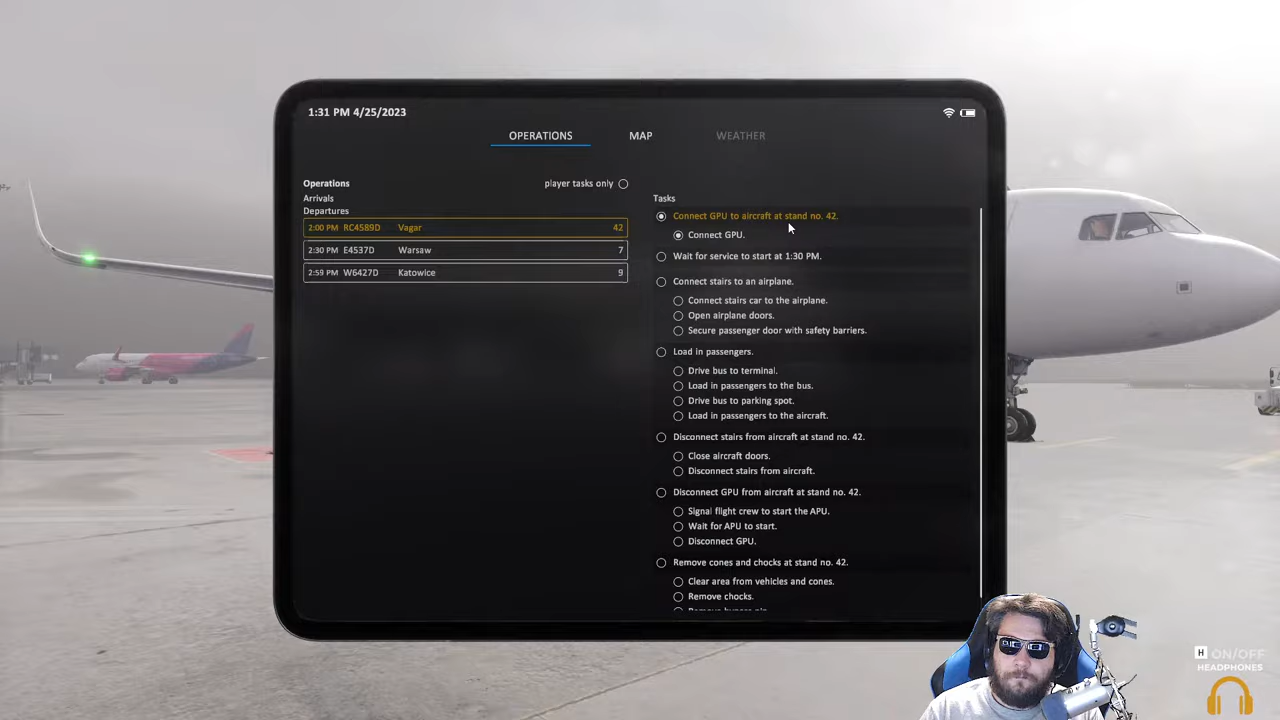 1:31 PM 4/25/2023
OPERATIONS MAP WEATHER
Operations player tasks only
Arrivals
Departures
2:00 PM RC4589D Vagar 42
2:30 PM E4537D Warsaw 7
2:59 PM W6427D Katowice 9
Tasks
Connect GPU to aircraft at stand no. 42.
Connect GPU.
Wait for service to start at 1:30 PM.
Connect stairs to an airplane.
Connect stairs car to the airplane.
Open airplane doors.
Secure passenger door with safety barriers.
Load in passengers.
Drive bus to terminal.
Load in passengers to the bus.
Drive bus to parking spot.
Load in passengers to the aircraft.
Disconnect stairs from aircraft at stand no. 42.
Close aircraft doors.
Disconnect stairs from aircraft.
Disconnect GPU from aircraft at stand no. 42.
Signal flight crew to start the APU.
Wait for APU to start.
Disconnect GPU.
Remove cones and chocks at stand no. 42.
Clear area from vehicles and cones.
Remove chocks.
H ON/OFF
HEADPHONES